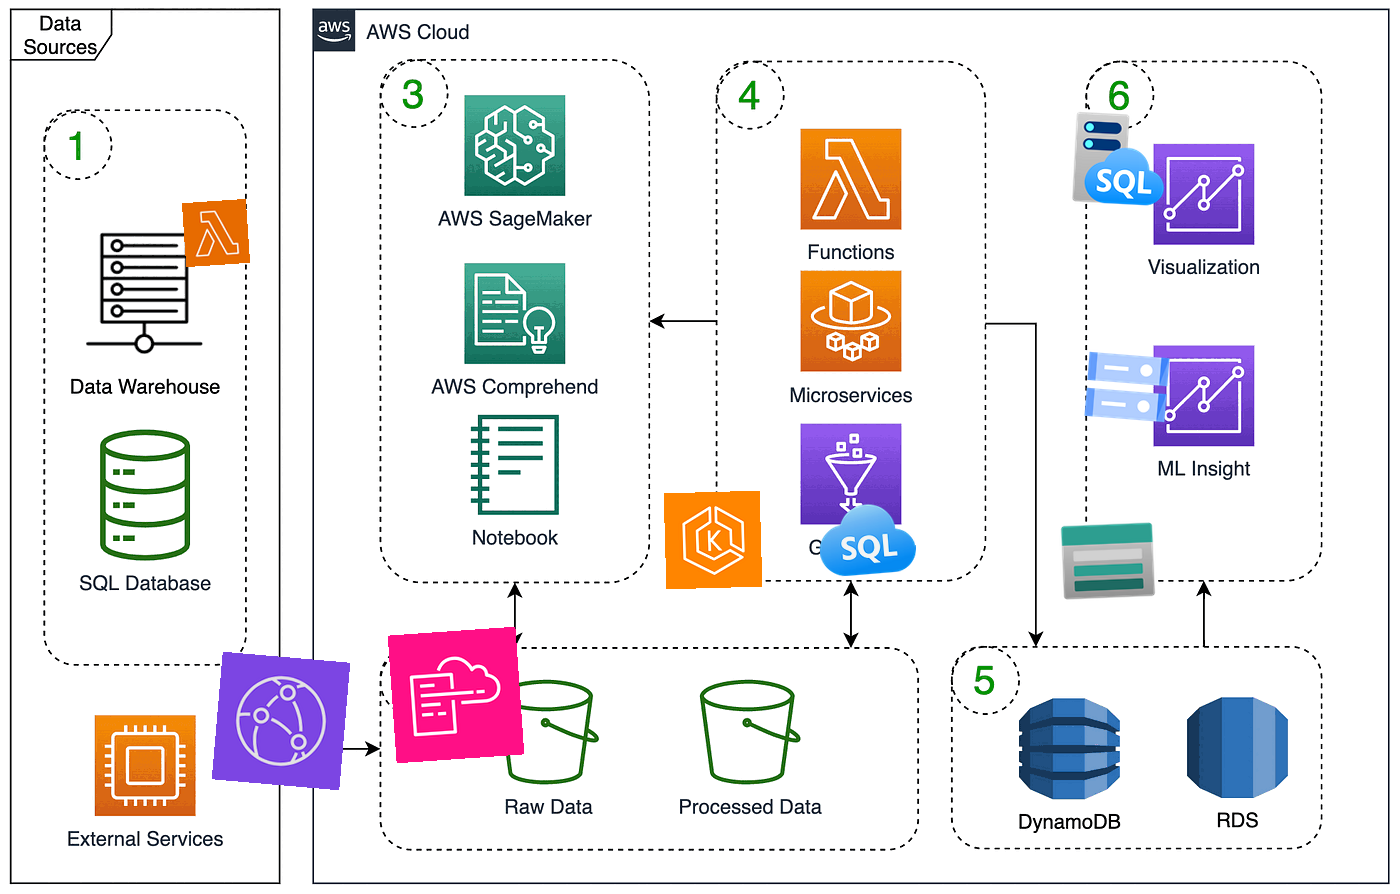 Data
Sources
aws
AWS Cloud
1
Data Warehouse
SQL Database
External Services
3
AWS SageMaker
AWS Comprehend
Notebook
4
Functions
Microservices
G
SQL
K
6
SQL
Visualization
ML Insight
Raw Data
Processed Data
5
DynamoDB
RDS